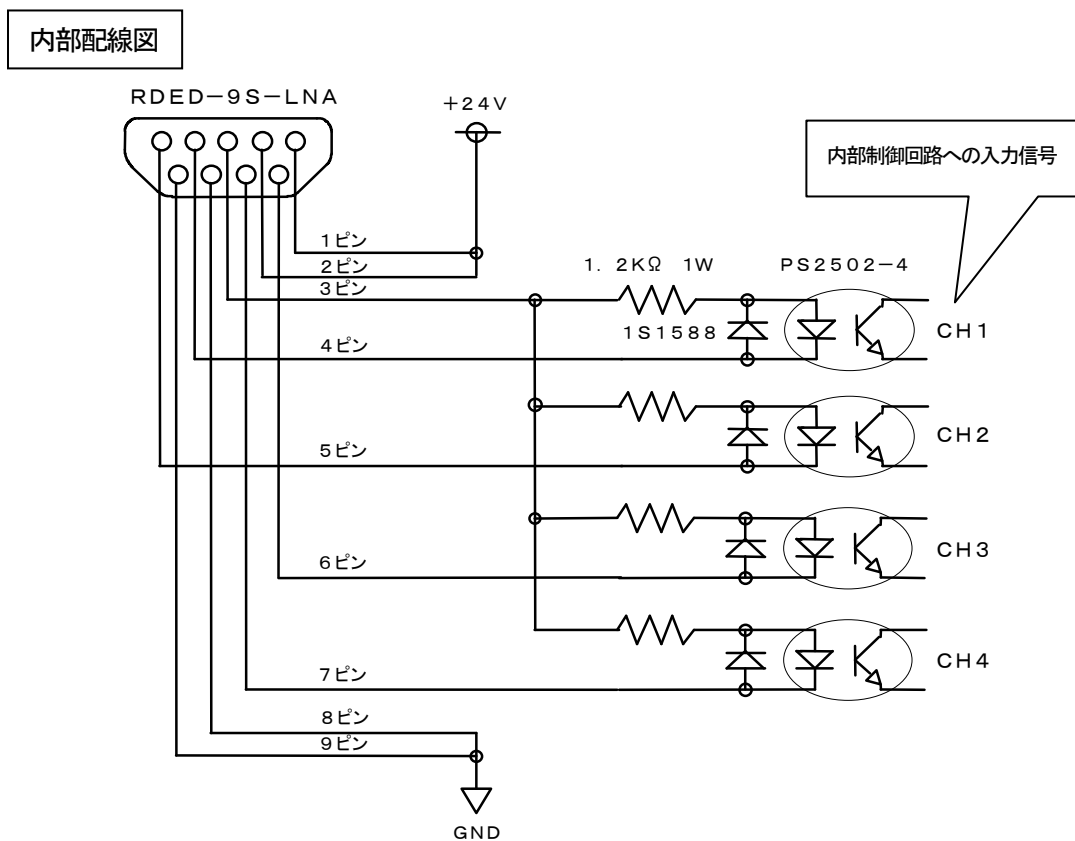 内部配線図
RDED－9S－LNA
＋24V
内部制御回路への入力信号
1ピン
2ピン
3ピン
1．2KΩ 1W
PS2502－4
1S1588
CH1
4ピン
CH2
5ピン
CH3
6ピン
CH4
7ピン
8ピン
9ピン
GND